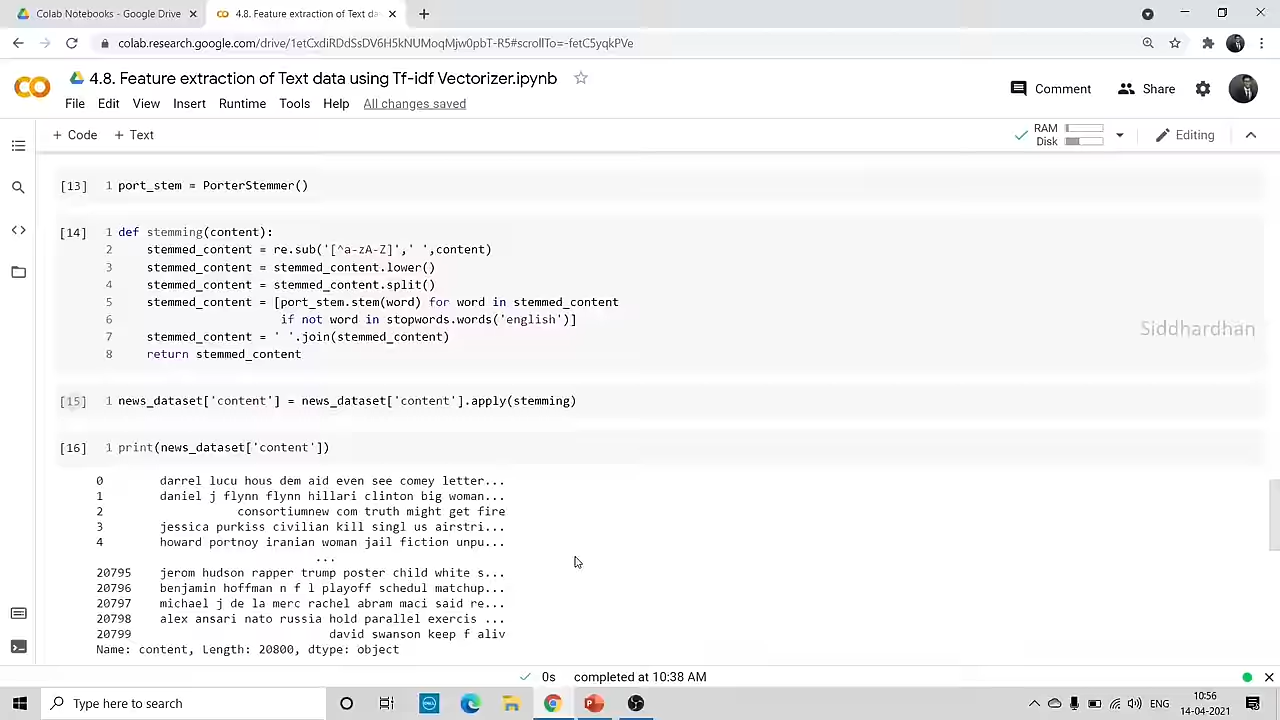 Colab Notebooks - Google Drive
4.8. Feature extraction of Text da
colab.research.google.com/drive/1etCxdiRDdSsDV6H5kNUMoqMjw0pbT-R5#scrollTo=-fetC5yqkPVe
4.8. Feature extraction of Text data using Tf-idf Vectorizer.ipynb
Comment
Share
File Edit View Insert Runtime Tools Help All changes saved
+ Code + Text
RAM
Disk
Editing
[13] 1 port_stem = PorterStemmer()
[14] 1 def stemming(content):
2 stemmed_content = re.sub('[^a-zA-Z]',' ',content)
3 stemmed_content = stemmed_content.lower()
4 stemmed_content = stemmed_content.split()
5 stemmed_content = [port_stem.stem(word) for word in stemmed_content
6 if not word in stopwords.words('english')]
7 stemmed_content = ' '.join(stemmed_content)
8 return stemmed_content
Siddhardhan
[15] 1 news_dataset['content'] = news_dataset['content'].apply(stemming)
[16] 1 print(news_dataset['content'])
0 darrel lucu hous dem aid even see comey letter...
1 daniel j flynn flynn hillari clinton big woman...
2 consortiumnew com truth might get fire
3 jessica purkiss civilian kill singl us airstri...
4 howard portnoy iranian woman jail fiction unpu...
...
20795 jerom hudson rapper trump poster child white s...
20796 benjamin hoffman n f l playoff schedul matchup...
20797 michael j de la merc rachel abram maci said re...
20798 alex ansari nato russia hold parallel exercis ...
20799 david swanson keep f aliv
Name: content, Length: 20800, dtype: object
0s completed at 10:38 AM
Type here to search
ENG
10:56
14-04-2021